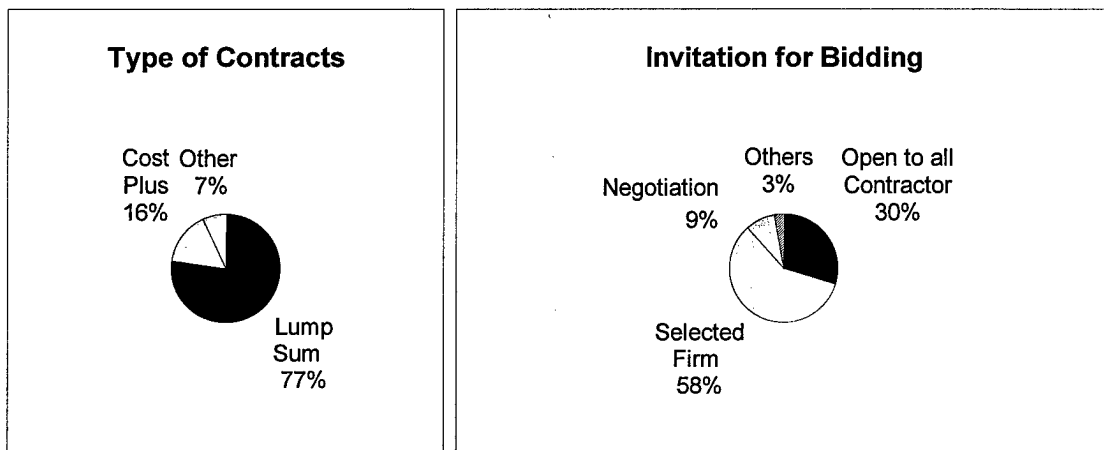 Type of Contracts
Cost
Plus
16%
Other
7%
Lump
Sum
77%
Invitation for Bidding
Negotiation
9%
Others
3%
Open to all
Contractor
30%
Selected
Firm
58%